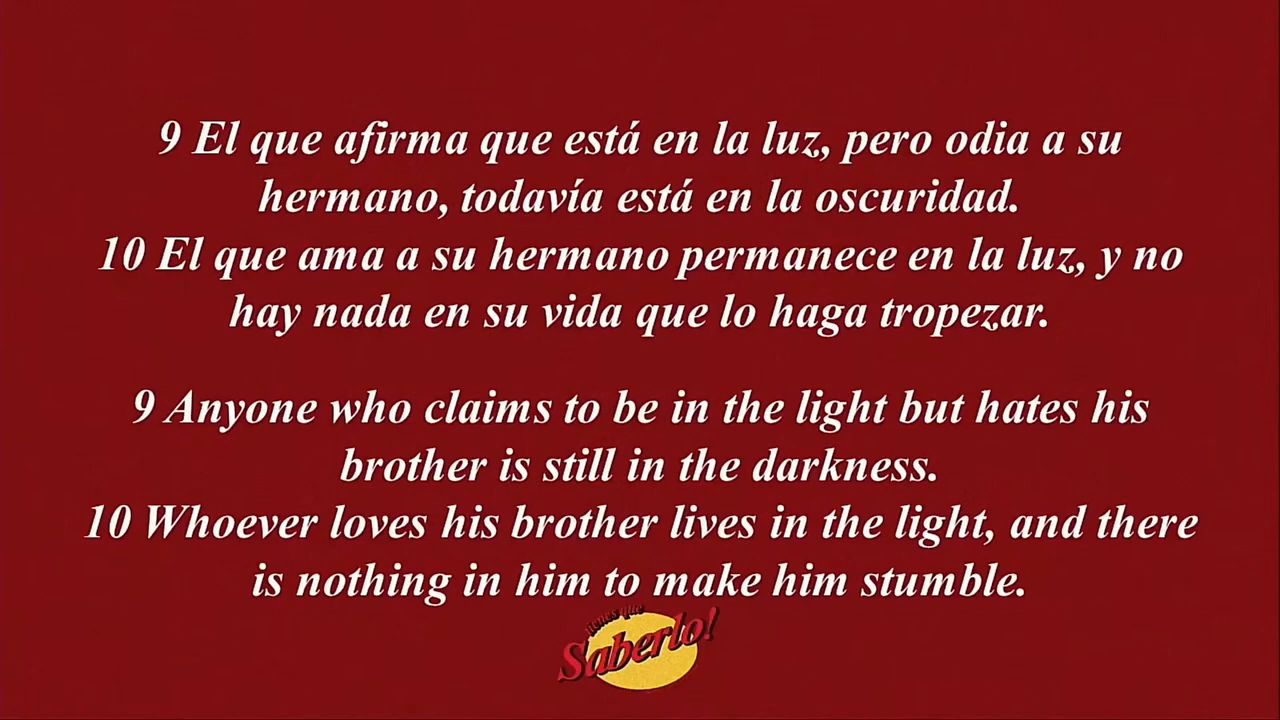 9 El que afirma que está en la luz, pero odia a su
hermano, todavía está en la oscuridad.
10 El que ama a su hermano permanece en la luz, y no
hay nada en su vida que lo haga tropezar.
9 Anyone who claims to be in the light but hates his
brother is still in the darkness.
10 Whoever loves his brother lives in the light, and there
is nothing in him to make him stumble.
tienes que
Saberlo!